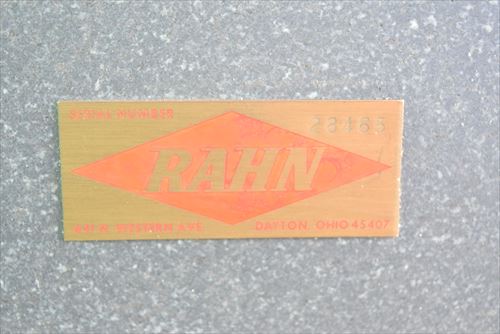 SERIAL NUMBER 28465
RAHN
441 N. WESTERN AVE. DAYTON, OHIO 45407